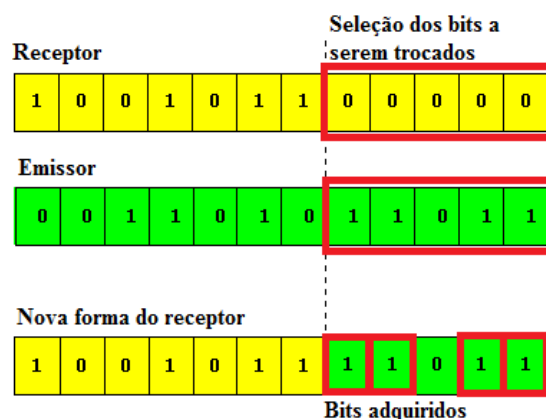 Seleção dos bits a
serem trocados
Receptor
1 0 0 1 0 1 1 0 0 0 0 0
Emissor
0 0 1 1 0 1 0 1 1 0 1 1
Nova forma do receptor
1 0 0 1 0 1 1 1 1 0 1 1
Bits adquiridos